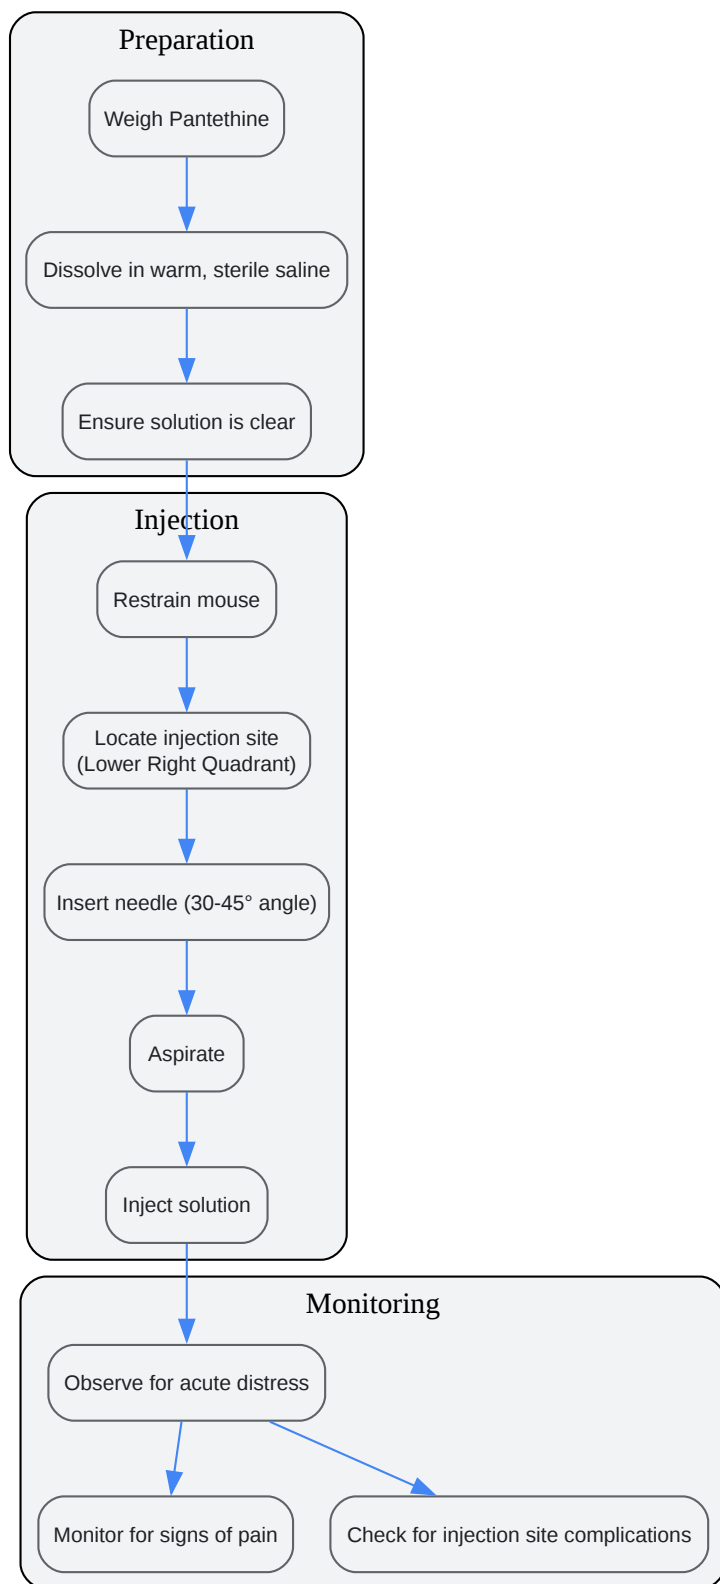 Preparation
Weigh Pantethine
Dissolve in warm, sterile saline
Ensure solution is clear
Injection
Restrain mouse
Locate injection site
(Lower Right Quadrant)
Insert needle (30-45° angle)
Aspirate
Inject solution
Monitoring
Observe for acute distress
Monitor for signs of pain
Check for injection site complications